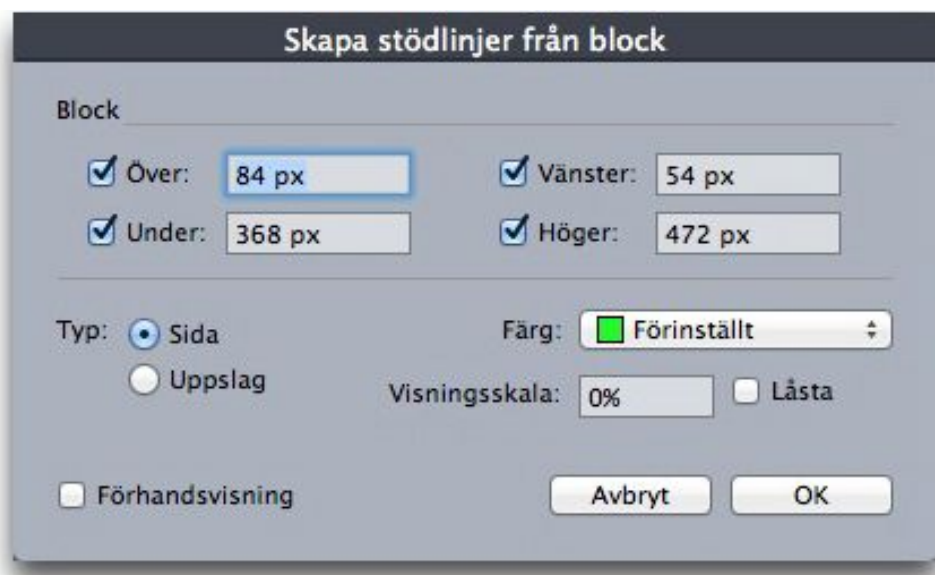 Skapa stödlinjer från block
Block
Över: 84 px Vänster: 54 px
Under: 368 px Höger: 472 px
Typ: Sida Färg: Förinställt
Uppslag Visningsskala: 0% Låsta
Förhandsvisning Avbryt OK